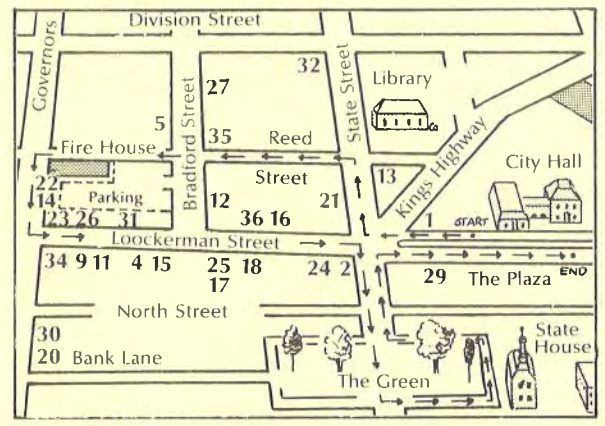 Division Street
Governors
32
State Street
Library
27
Bradford Street
5
35
Reed
Fire House
Kings Highway
City Hall
22
14
Parking
Street
13
12
21
23 26 31
36 16
1
START
Loockerman Street
34 9 11 4 15
25 18
24 2
29
The Plaza
END
17
North Street
30
State
House
20
Bank Lane
The Green